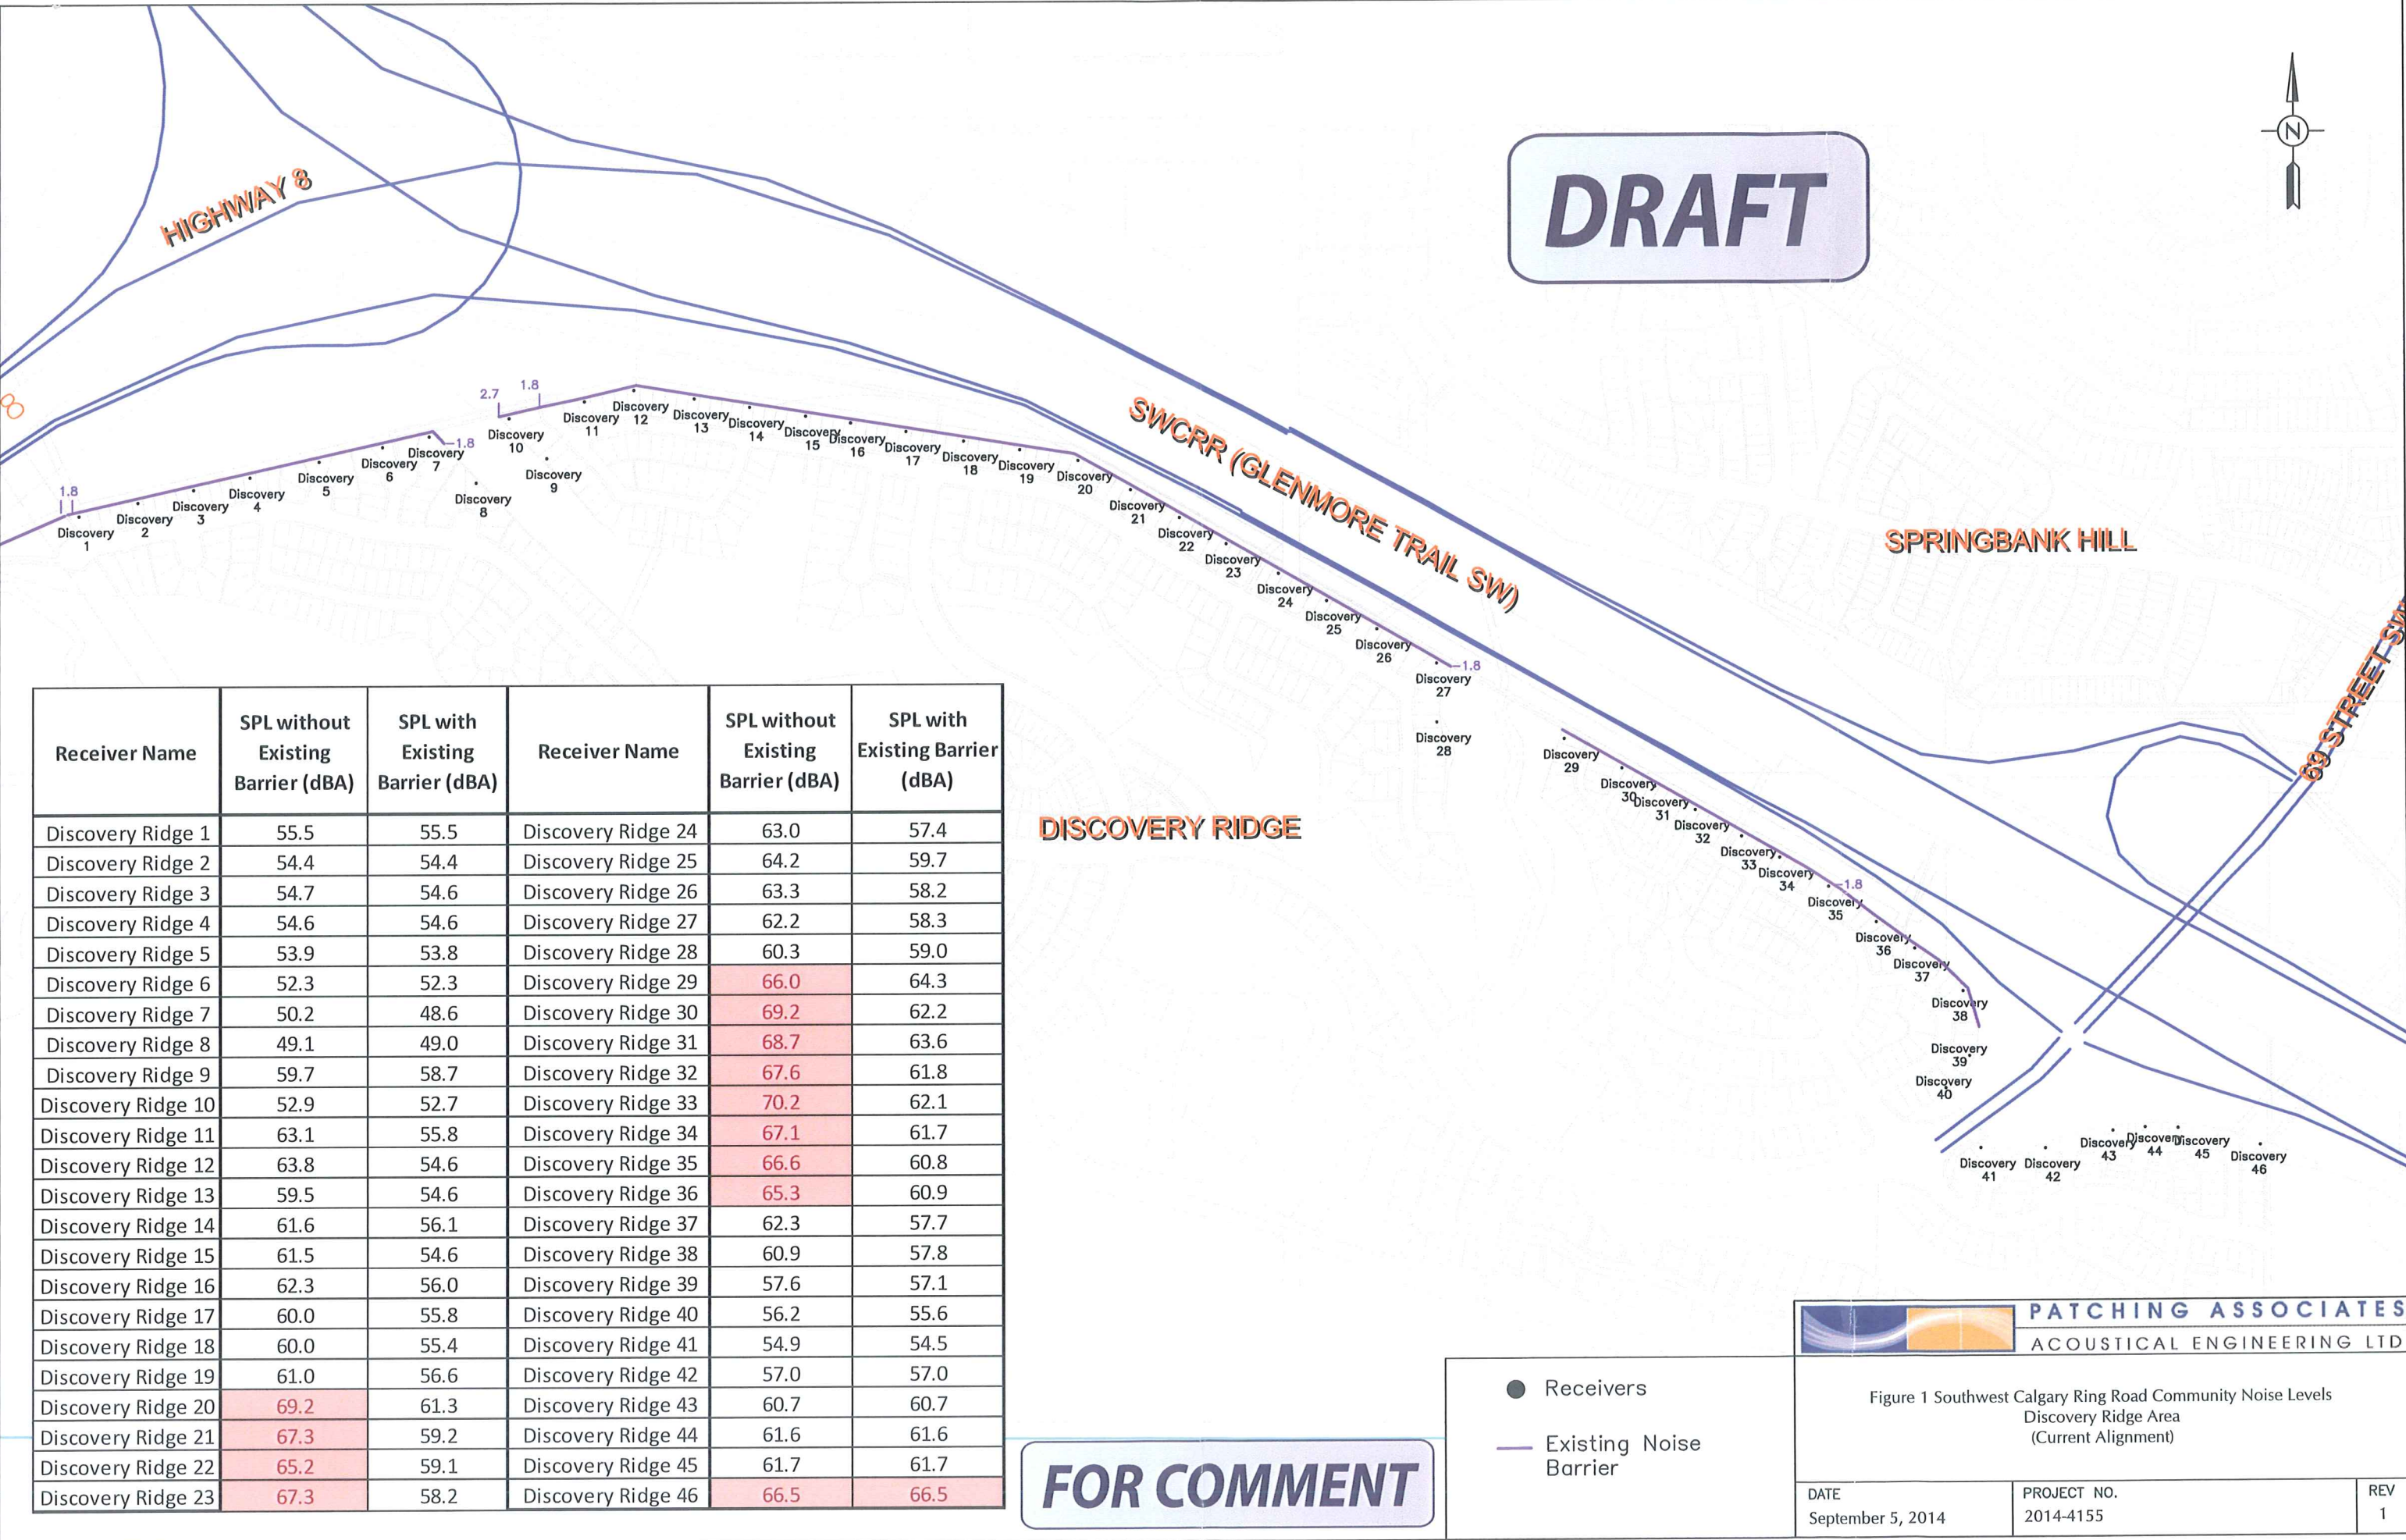 HIGHWAY 8
DRAFT
N
8
2.7
1.8
1.8
1.8
Discovery 1
Discovery 2
Discovery 3
Discovery 4
Discovery 5
Discovery 6
Discovery 7
Discovery 8
Discovery 9
Discovery 10
Discovery 11
Discovery 12
Discovery 13
Discovery 14
Discovery 15
Discovery 16
Discovery 17
Discovery 18
Discovery 19
Discovery 20
Discovery 21
Discovery 22
Discovery 23
Discovery 24
Discovery 25
Discovery 26
Discovery 27
1.8
Discovery 28
SWCRR (GLENMORE TRAIL SW)
SPRINGBANK HILL
69 STREET SW
DISCOVERY RIDGE
Discovery 29
Discovery 30
Discovery 31
Discovery 32
Discovery 33
Discovery 34
1.8
Discovery 35
Discovery 36
Discovery 37
Discovery 38
Discovery 39
Discovery 40
Discovery 41
Discovery 42
Discovery 43
Discovery 44
Discovery 45
Discovery 46
Receiver Name SPL without Existing Barrier (dBA) SPL with Existing Barrier (dBA) Receiver Name SPL without Existing Barrier (dBA) SPL with Existing Barrier (dBA)
Discovery Ridge 1 55.5 55.5 Discovery Ridge 24 63.0 57.4
Discovery Ridge 2 54.4 54.4 Discovery Ridge 25 64.2 59.7
Discovery Ridge 3 54.7 54.6 Discovery Ridge 26 63.3 58.2
Discovery Ridge 4 54.6 54.6 Discovery Ridge 27 62.2 58.3
Discovery Ridge 5 53.9 53.8 Discovery Ridge 28 60.3 59.0
Discovery Ridge 6 52.3 52.3 Discovery Ridge 29 66.0 64.3
Discovery Ridge 7 50.2 48.6 Discovery Ridge 30 69.2 62.2
Discovery Ridge 8 49.1 49.0 Discovery Ridge 31 68.7 63.6
Discovery Ridge 9 59.7 58.7 Discovery Ridge 32 67.6 61.8
Discovery Ridge 10 52.9 52.7 Discovery Ridge 33 70.2 62.1
Discovery Ridge 11 63.1 55.8 Discovery Ridge 34 67.1 61.7
Discovery Ridge 12 63.8 54.6 Discovery Ridge 35 66.6 60.8
Discovery Ridge 13 59.5 54.6 Discovery Ridge 36 65.3 60.9
Discovery Ridge 14 61.6 56.1 Discovery Ridge 37 62.3 57.7
Discovery Ridge 15 61.5 54.6 Discovery Ridge 38 60.9 57.8
Discovery Ridge 16 62.3 56.0 Discovery Ridge 39 57.6 57.1
Discovery Ridge 17 60.0 55.8 Discovery Ridge 40 56.2 55.6
Discovery Ridge 18 60.0 55.4 Discovery Ridge 41 54.9 54.5
Discovery Ridge 19 61.0 56.6 Discovery Ridge 42 57.0 57.0
Discovery Ridge 20 69.2 61.3 Discovery Ridge 43 60.7 60.7
Discovery Ridge 21 67.3 59.2 Discovery Ridge 44 61.6 61.6
Discovery Ridge 22 65.2 59.1 Discovery Ridge 45 61.7 61.7
Discovery Ridge 23 67.3 58.2 Discovery Ridge 46 66.5 66.5
FOR COMMENT
Receivers
Existing Noise
Barrier
PATCHING ASSOCIATES
ACOUSTICAL ENGINEERING LTD
Figure 1 Southwest Calgary Ring Road Community Noise Levels
Discovery Ridge Area
(Current Alignment)
DATE
September 5, 2014
PROJECT NO.
2014-4155
REV
1